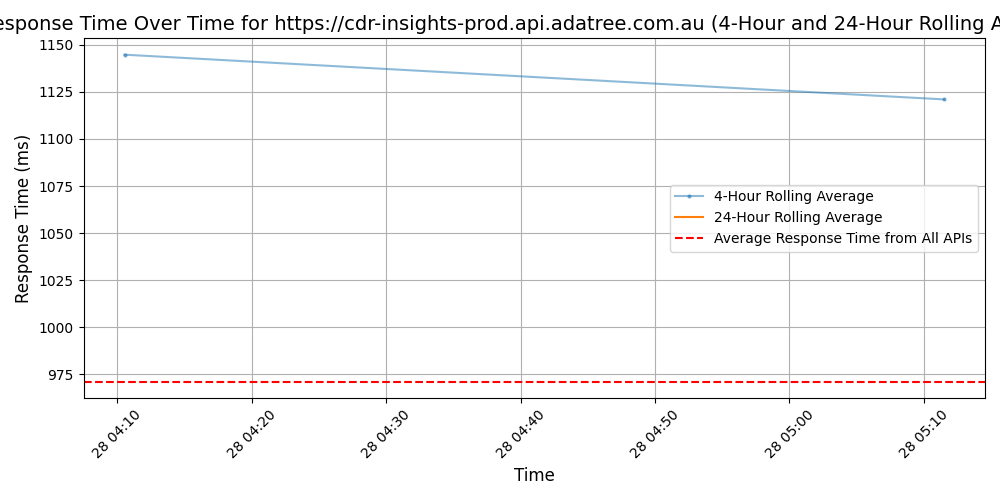 esponse Time Over Time for https://cdr-insights-prod.api.adatree.com.au (4-Hour and 24-Hour Rolling A
1150
1125
1100
1075
1050
1025
1000
975
Response Time (ms)
4-Hour Rolling Average
24-Hour Rolling Average
Average Response Time from All APIs
28 04:10
28 04:20
28 04:30
28 04:40
28 04:50
28 05:00
28 05:10
Time